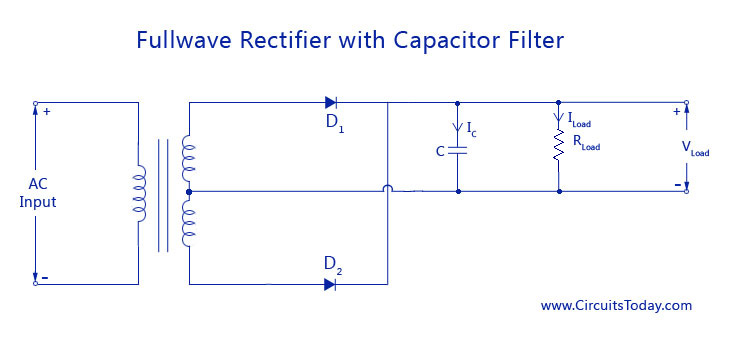 Fullwave Rectifier with Capacitor Filter
+
AC
Input
-
D1
D2
IC
C
ILoad
RLoad
+
VLoad
-
www.CircuitsToday.com